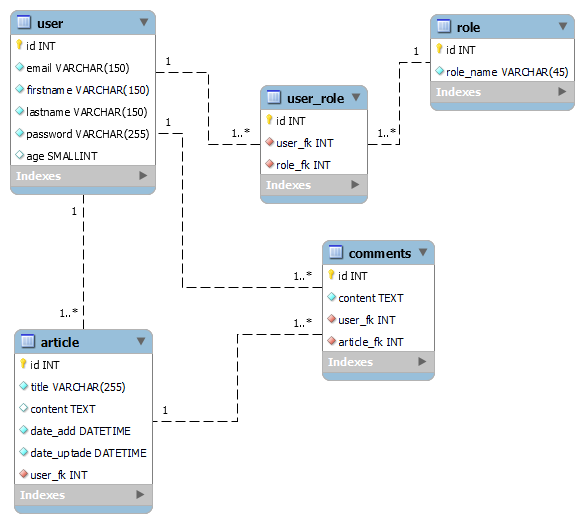 user
id INT
email VARCHAR(150)
firstname VARCHAR(150)
lastname VARCHAR(150)
password VARCHAR(255)
age SMALLINT
Indexes
role
id INT
role_name VARCHAR(45)
Indexes
user_role
id INT
user_fk INT
role_fk INT
Indexes
comments
id INT
content TEXT
user_fk INT
article_fk INT
Indexes
article
id INT
title VARCHAR(255)
content TEXT
date_add DATETIME
date_uptade DATETIME
user_fk INT
Indexes
1
1..*
1
1..*
1
1..*
1
1..*
1
1..*